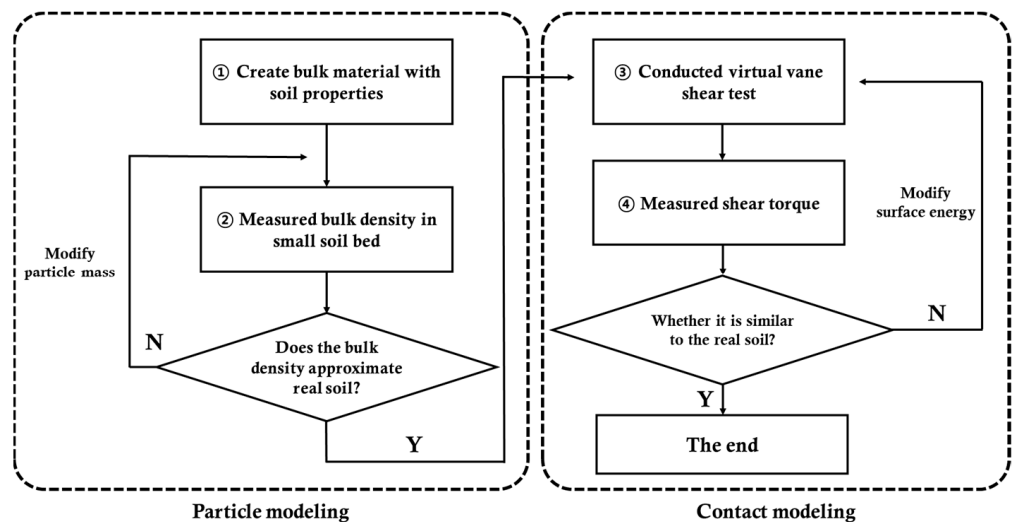 ① Create bulk material with
soil properties
② Measured bulk density in
small soil bed
Modify
particle mass
N
Does the bulk
density approximate
real soil?
Y
Particle modeling
③ Conducted virtual vane
shear test
④ Measured shear torque
Modify
surface energy
Whether it is similar
to the real soil?
N
Y
The end
Contact modeling